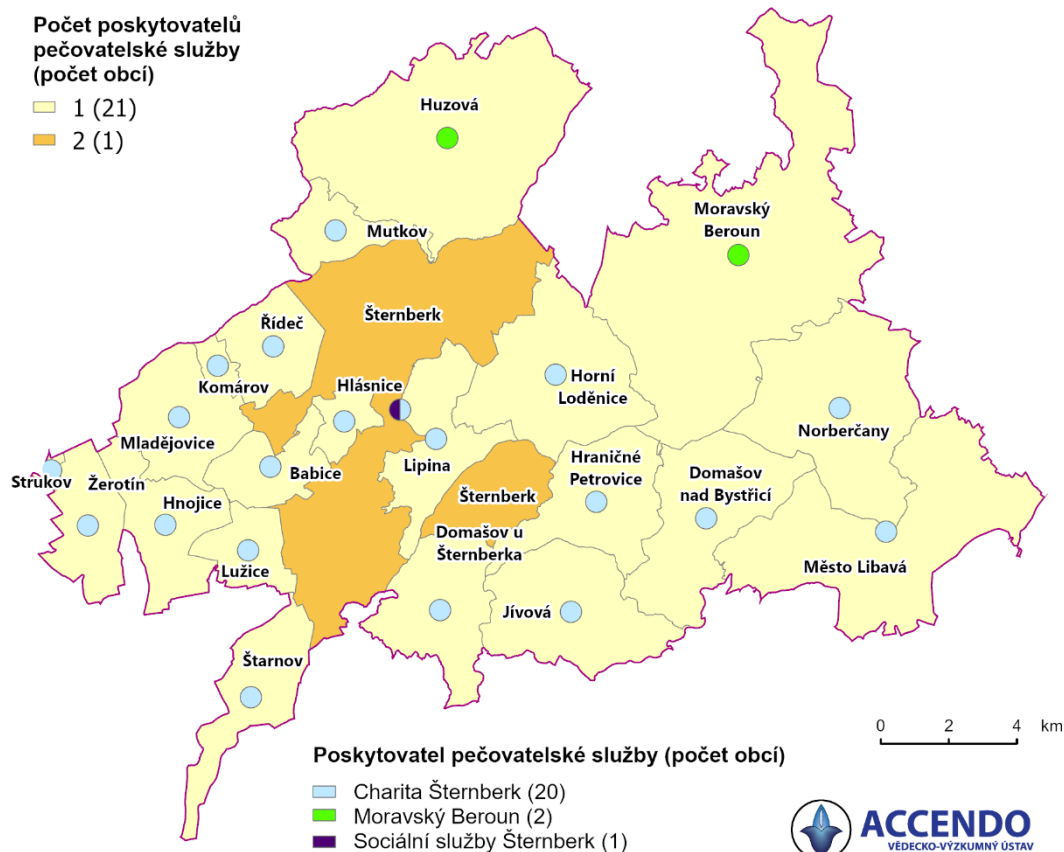 Počet poskytovatelů
pečovatelské služby
(počet obcí)
1 (21)
2 (1)
Huzová
Moravský
Beroun
Mutkov
Šternberk
Řídeč
Komárov
Hlásnice
Horní
Loděnice
Mladějovice
Norberčany
Strukov
Žerotín
Babice
Lipina
Hraničné
Petrovice
Domašov
nad Bystřicí
Hnojice
Šternberk
Domašov u
Šternberka
Lužice
Město Libavá
Jívová
Štarnov
0 2 4 km
Poskytovatel pečovatelské služby (počet obcí)
Charita Šternberk (20)
Moravský Beroun (2)
Sociální služby Šternberk (1)
ACCENDO
VĚDECKO-VÝZKUMNÝ ÚSTAV